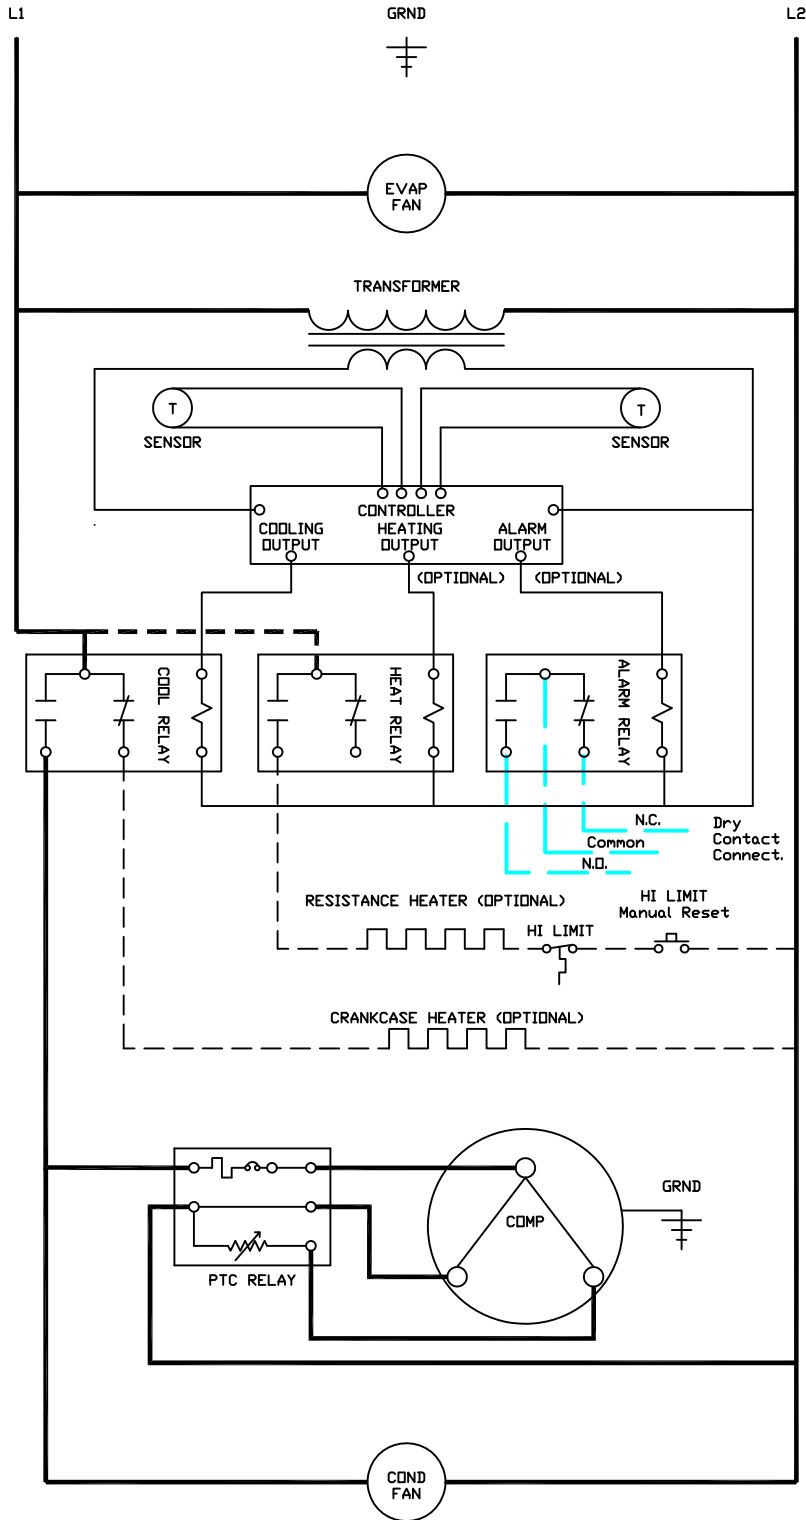 L1
GRND
L2
EVAP
FAN
TRANSFORMER
T
T
SENSOR
SENSOR
CONTROLLER
COOLING
OUTPUT
HEATING
OUTPUT
ALARM
OUTPUT
(OPTIONAL)
(OPTIONAL)
COOL RELAY
HEAT RELAY
ALARM RELAY
N.C.
Common
N.O.
Dry
Contact
Connect.
RESISTANCE HEATER (OPTIONAL)
HI LIMIT
HI LIMIT
Manual Reset
CRANKCASE HEATER (OPTIONAL)
PTC RELAY
COMP
GRND
COND
FAN